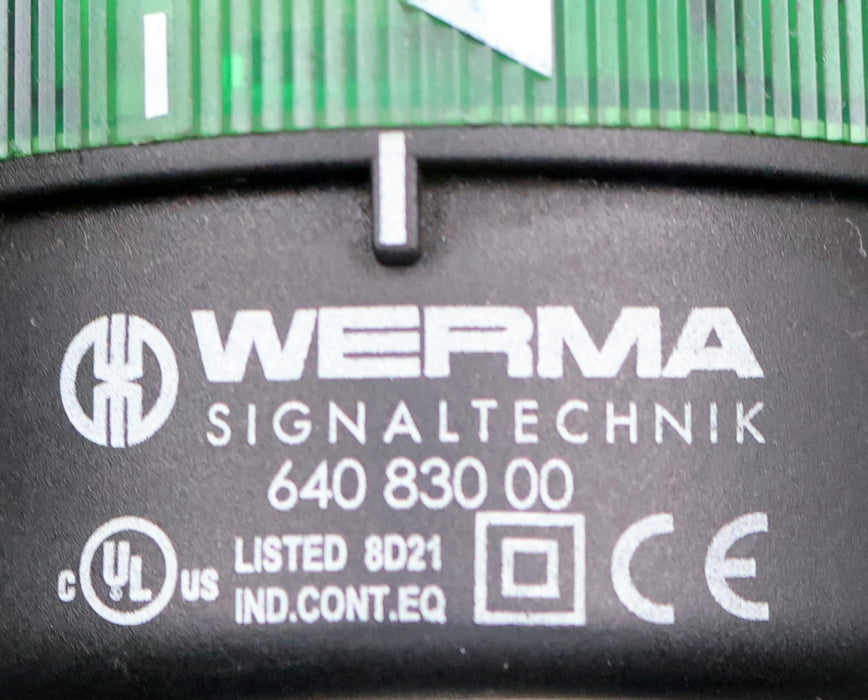 WERMA
SIGNALTECHNIK
640 830 00
C UL US LISTED 8D21
IND.CONT.EQ
CE